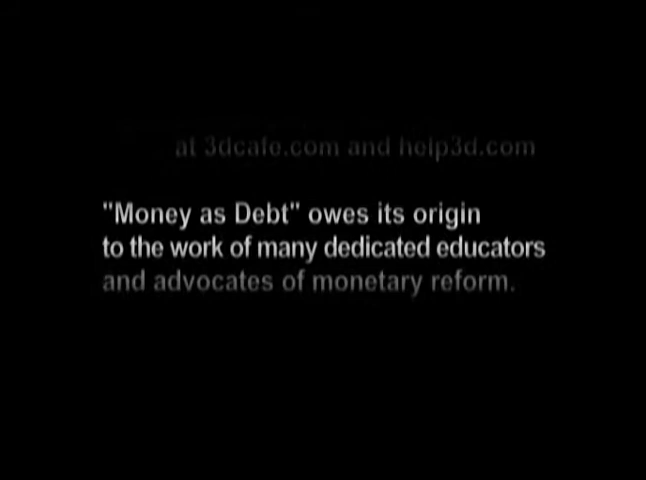 at 3dcafe.com and help3d.com
"Money as Debt" owes its origin
to the work of many dedicated educators
and advocates of monetary reform.